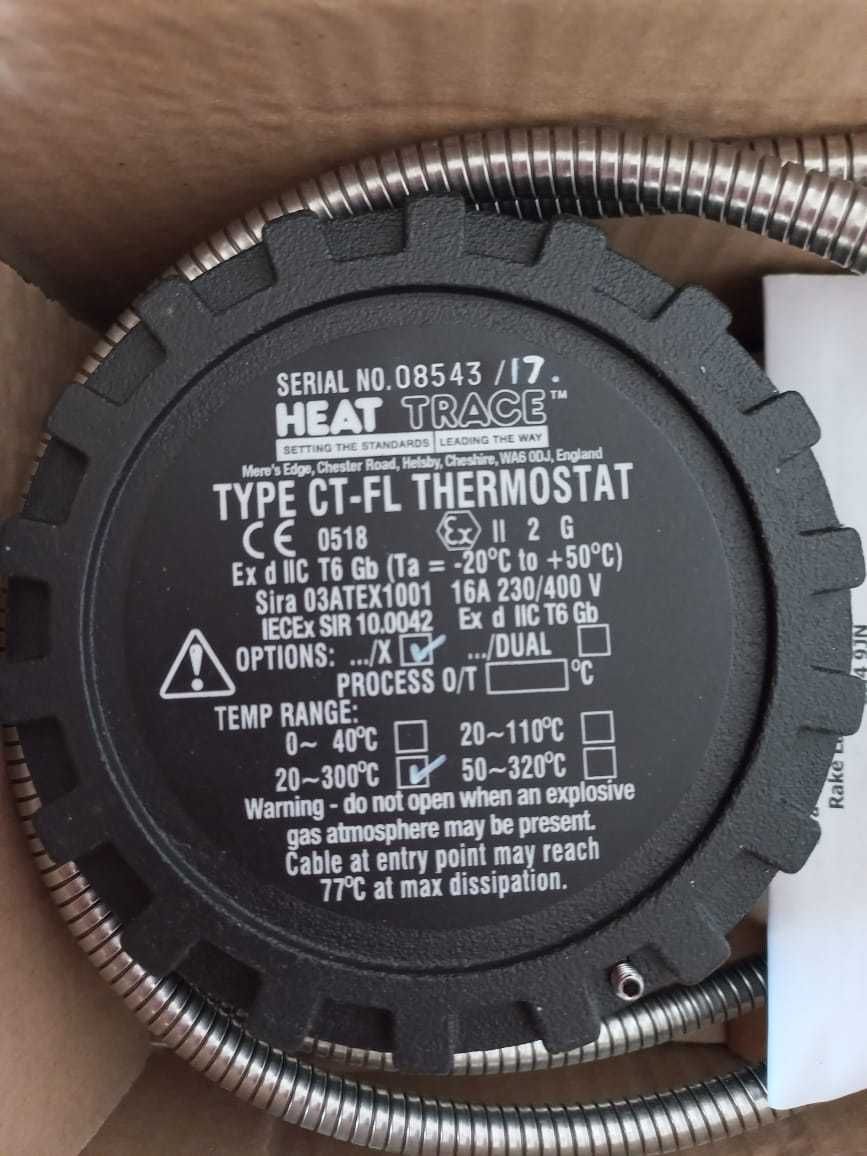 SERIAL NO. 08543 /17.
HEAT TRACE™
SETTING THE STANDARDS LEADING THE WAY
Mere's Edge, Chester Road, Helsby, Cheshire, WA6 0DJ, England
TYPE CT-FL THERMOSTAT
CE 0518 Ex II 2 G
Ex d IIC T6 Gb (Ta = -20°C to +50°C)
Sira 03ATEX1001 16A 230/400 V
IECEx SIR 10.0042 Ex d IIC T6 Gb
OPTIONS: .../X ☑ .../DUAL ☐
PROCESS O/T °C
TEMP RANGE:
0~ 40°C ☐ 20~110°C ☐
20~300°C ☑ 50~320°C ☐
Warning - do not open when an explosive
gas atmosphere may be present.
Cable at entry point may reach
77°C at max dissipation.
4 9JN
Rake